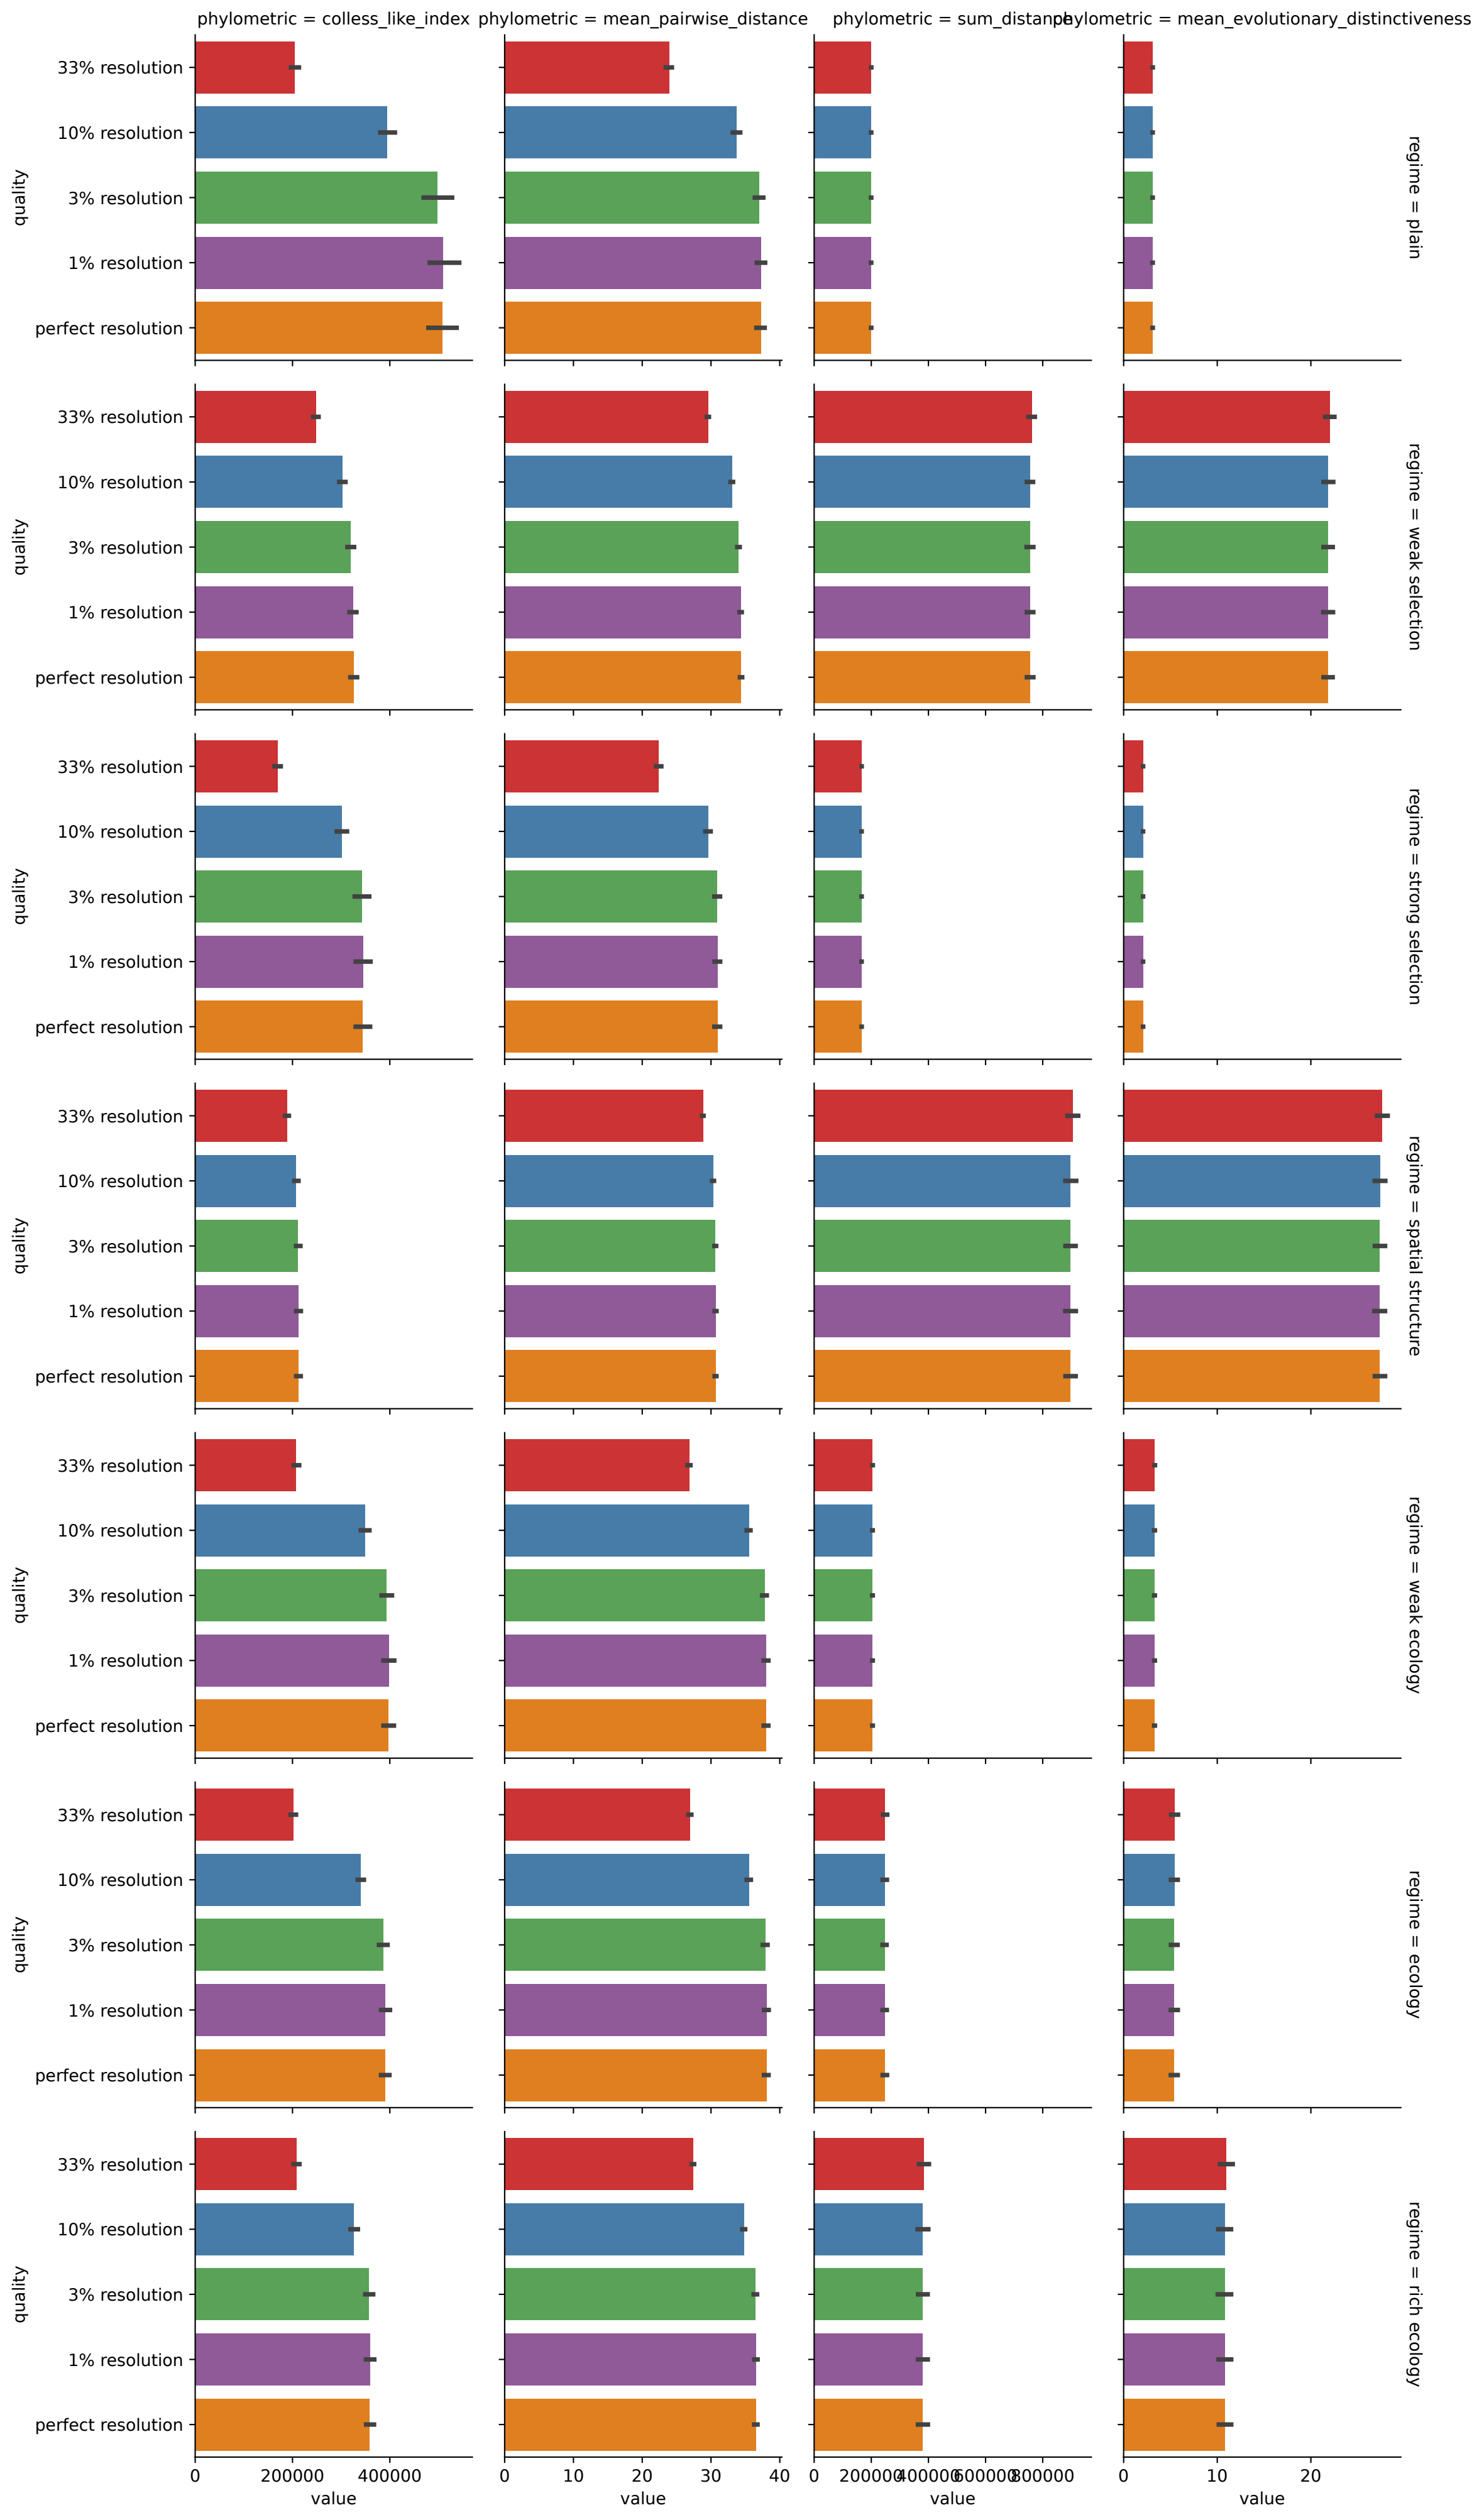 phylometric = colless_like_index
phylometric = mean_pairwise_distance
phylometric = sum_distance
phylometric = mean_evolutionary_distinctiveness
quality
33% resolution
10% resolution
3% resolution
1% resolution
perfect resolution
regime = plain
quality
33% resolution
10% resolution
3% resolution
1% resolution
perfect resolution
regime = weak selection
quality
33% resolution
10% resolution
3% resolution
1% resolution
perfect resolution
regime = strong selection
quality
33% resolution
10% resolution
3% resolution
1% resolution
perfect resolution
regime = spatial structure
quality
33% resolution
10% resolution
3% resolution
1% resolution
perfect resolution
regime = weak ecology
quality
33% resolution
10% resolution
3% resolution
1% resolution
perfect resolution
regime = ecology
quality
33% resolution
10% resolution
3% resolution
1% resolution
perfect resolution
regime = rich ecology
0 200000 400000
value
0 10 20 30 40
value
0 200000 400000 600000 800000
value
0 10 20
value